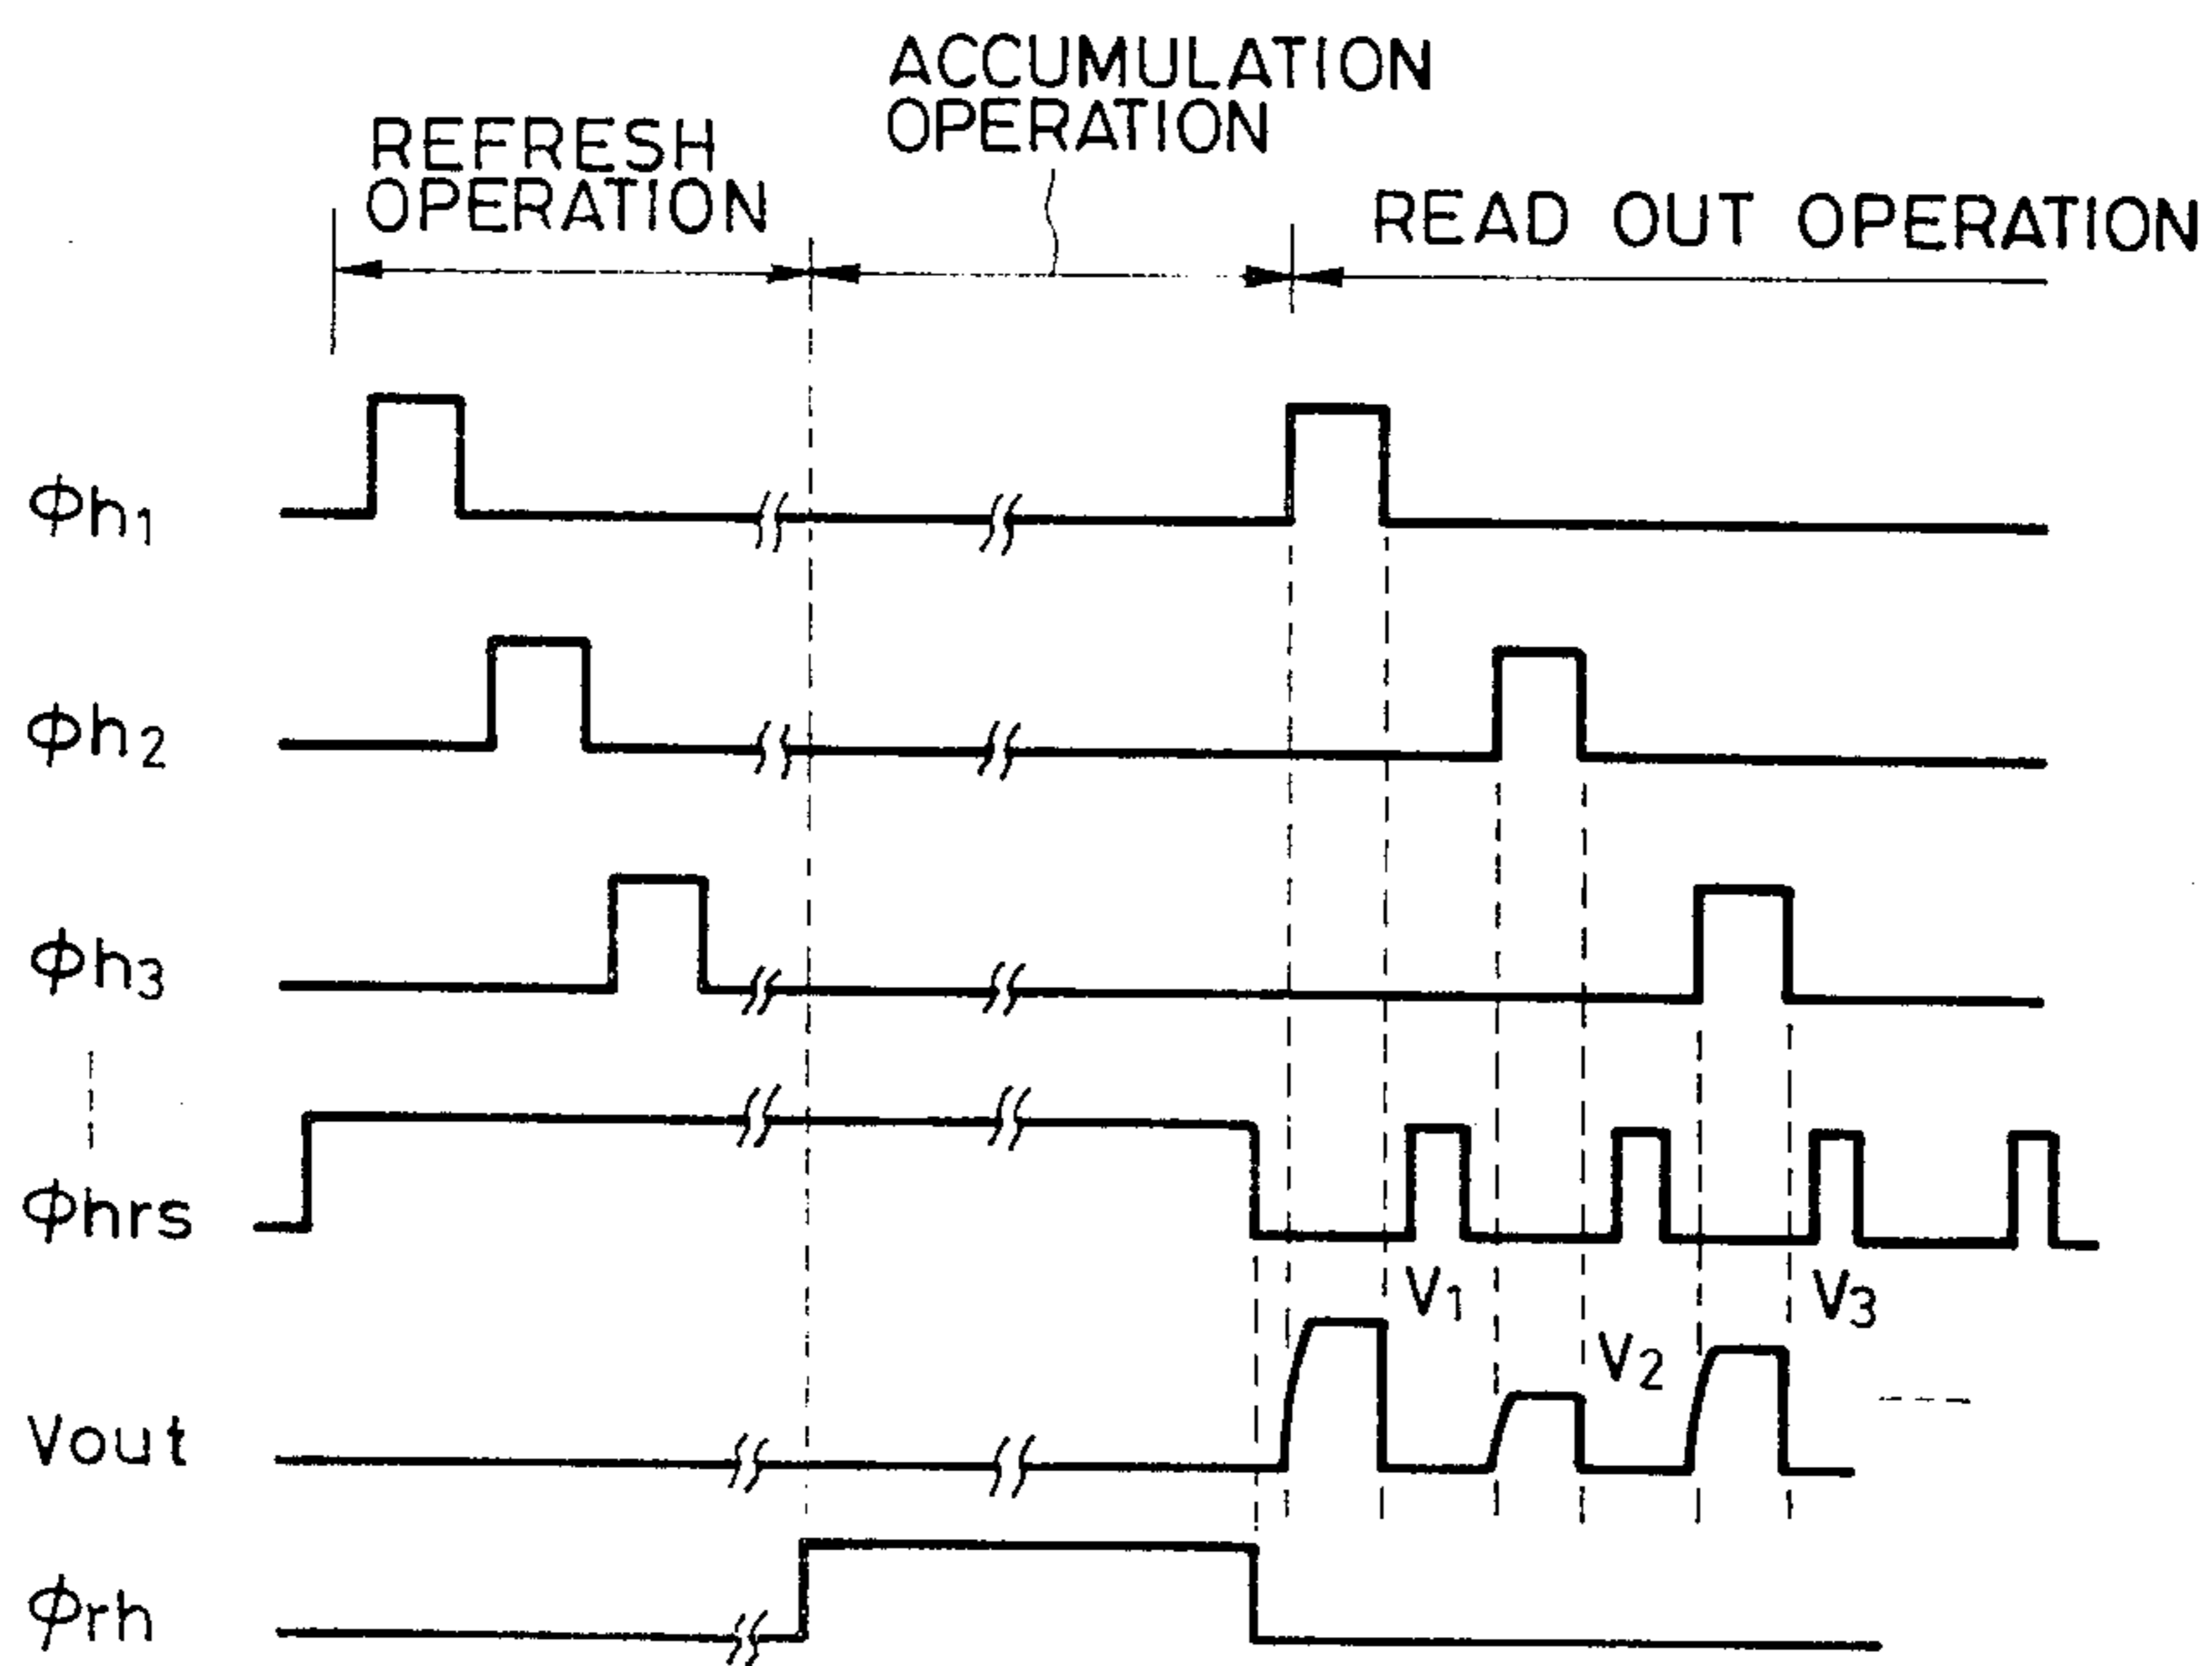 ACCUMULATION
OPERATION
REFRESH
OPERATION
READ OUT OPERATION
ϕh₁
ϕh₂
ϕh₃
ϕhrs
V₁
V₂
V₃
Vout
ϕrh